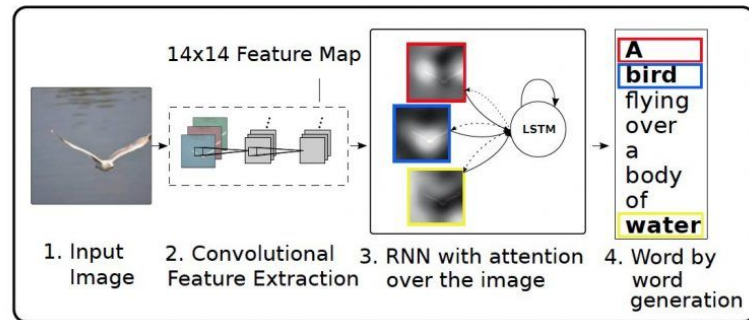 14x14 Feature Map
LSTM
A
bird
flying
over
a
body
of
water
1. Input
Image
2. Convolutional
Feature Extraction
3. RNN with attention
over the image
4. Word by
word
generation